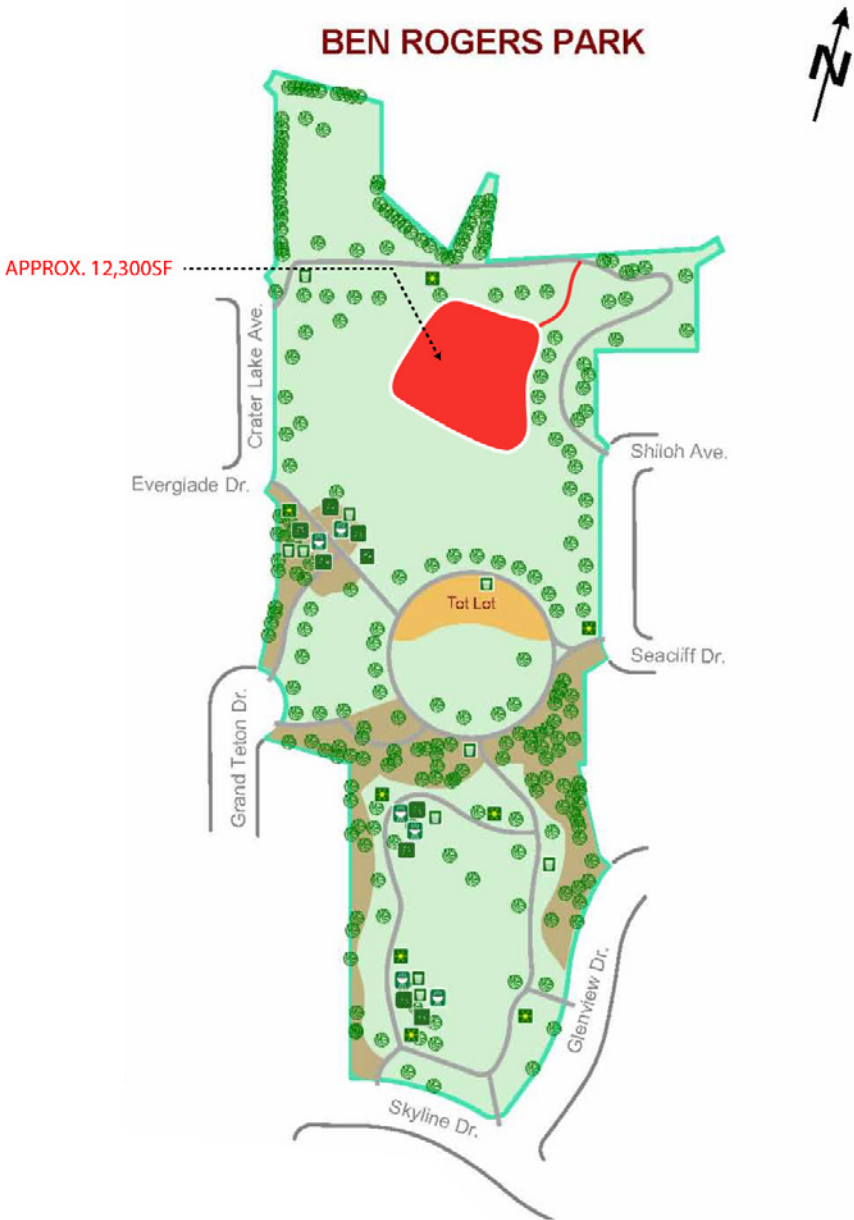 BEN ROGERS PARK
N
APPROX. 12,300SF
Crater Lake Ave.
Shiloh Ave.
Everglade Dr.
Tot Lot
Seacliff Dr.
Grand Teton Dr.
Glenview Dr.
Skyline Dr.